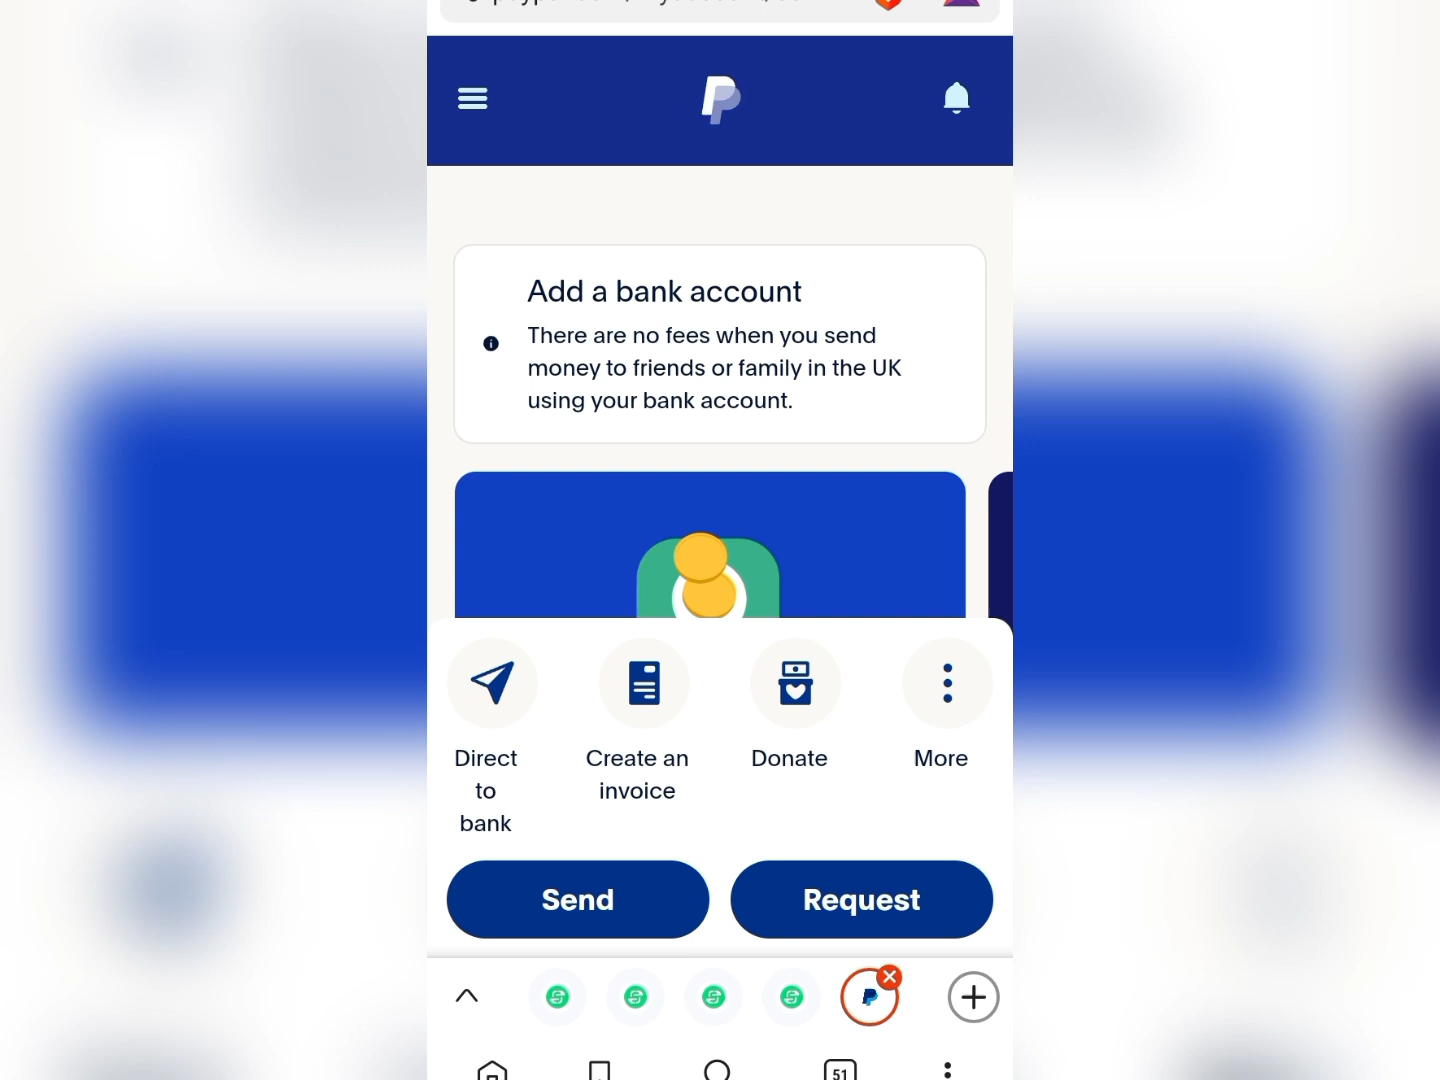 Add a bank account
There are no fees when you send
money to friends or family in the UK
using your bank account.
Direct
to
bank
Create an
invoice
Donate
More
Send
Request
51